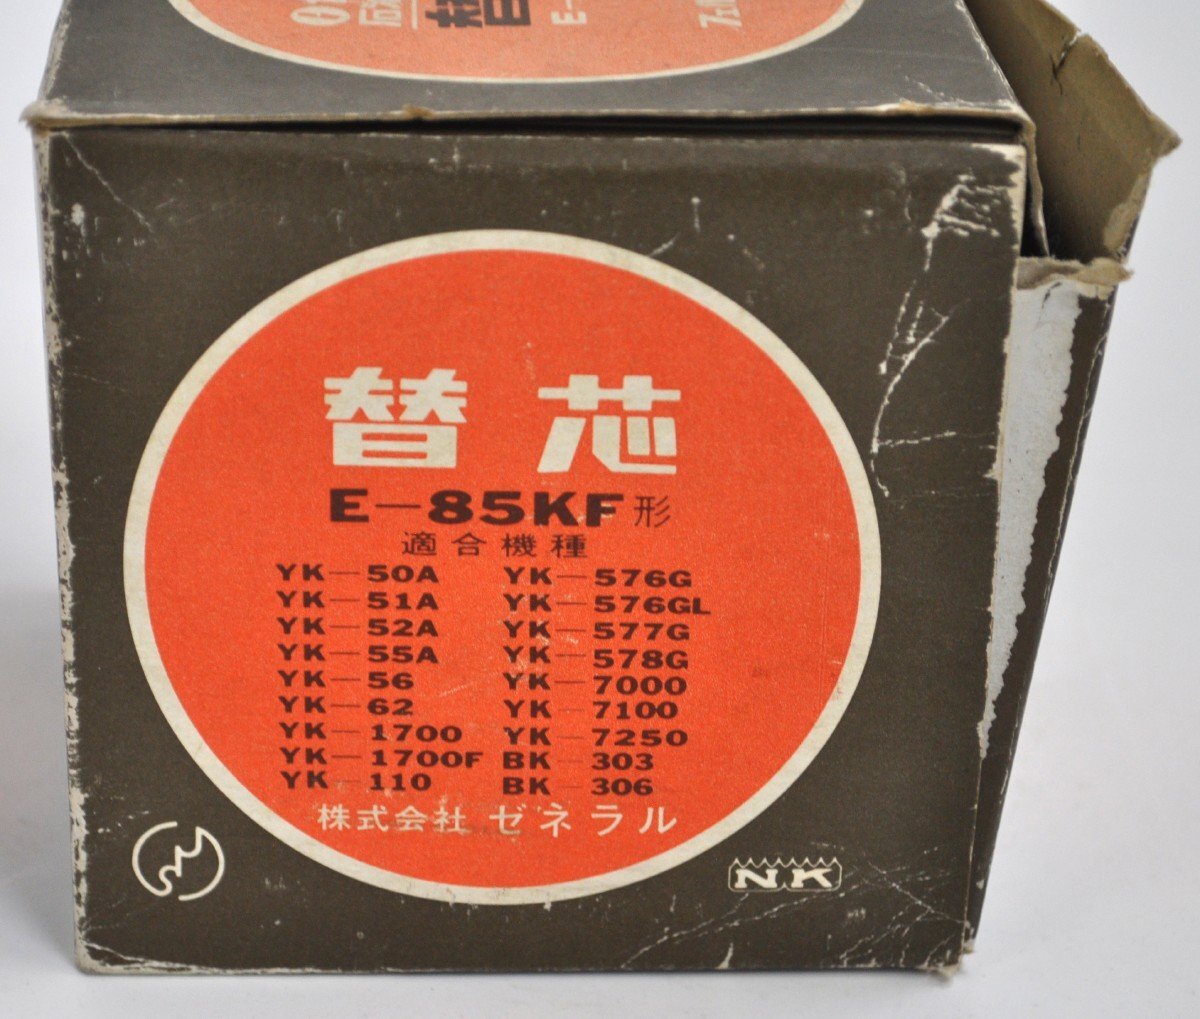 E-
替芯
E-85KF形
適合機種
YK-50A YK-576G
YK-51A YK-576GL
YK-52A YK-577G
YK-55A YK-578G
YK-56 YK-7000
YK-62 YK-7100
YK-1700 YK-7250
YK-1700F BK-303
YK-110 BK-306
株式会社 ゼネラル
NK